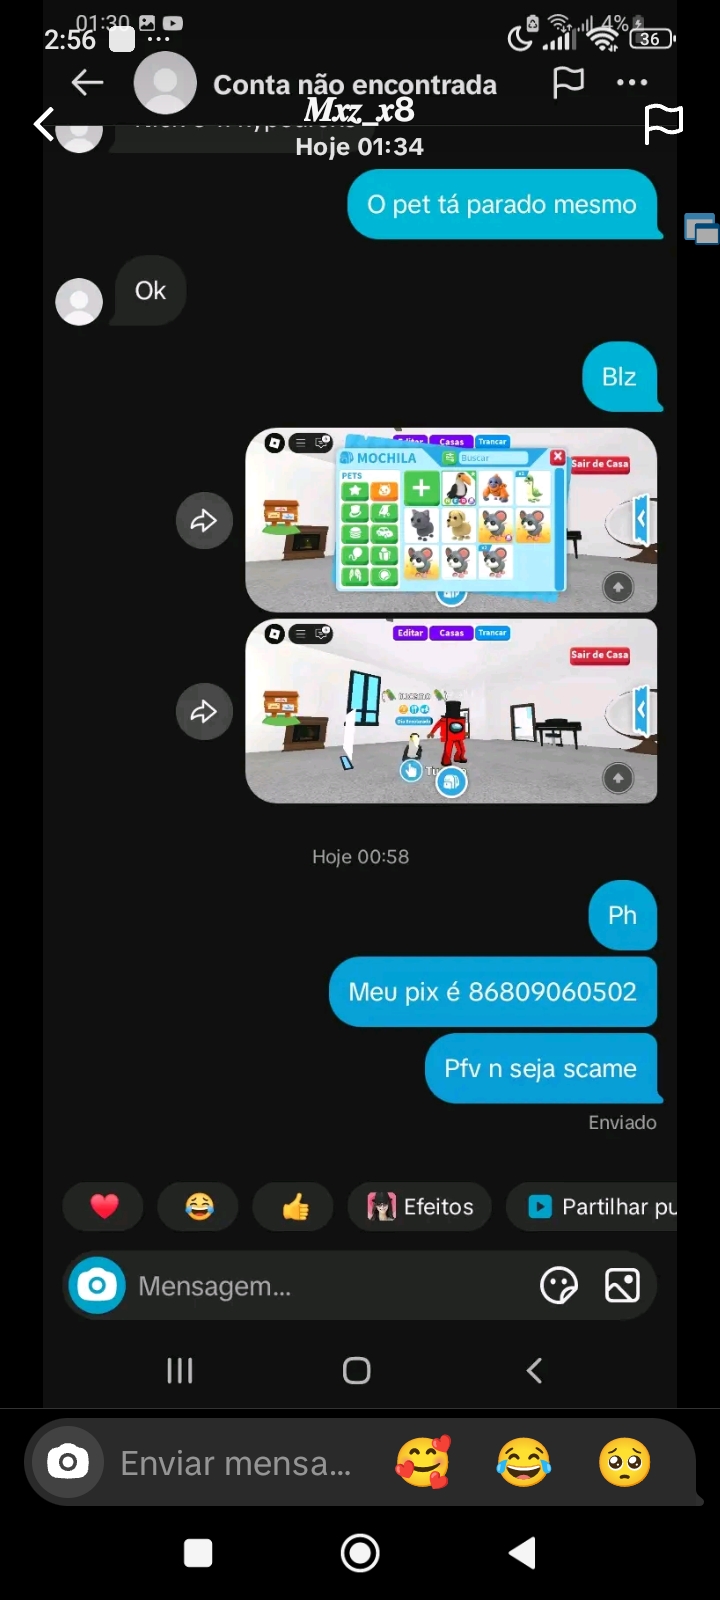 01:30 4%
2:56 ... 36
Conta não encontrada
Mxz_x8
Hoje 01:34
O pet tá parado mesmo
Ok
Blz
Editar Casas Trancar
MOCHILA Buscar
Sair de Casa
PETS
Editar Casas Trancar
Sair de Casa
Hoje 00:58
Ph
Meu pix é 86809060502
Pfv n seja scame
Enviado
Efeitos Partilhar pu
Mensagem...
Enviar mensa...